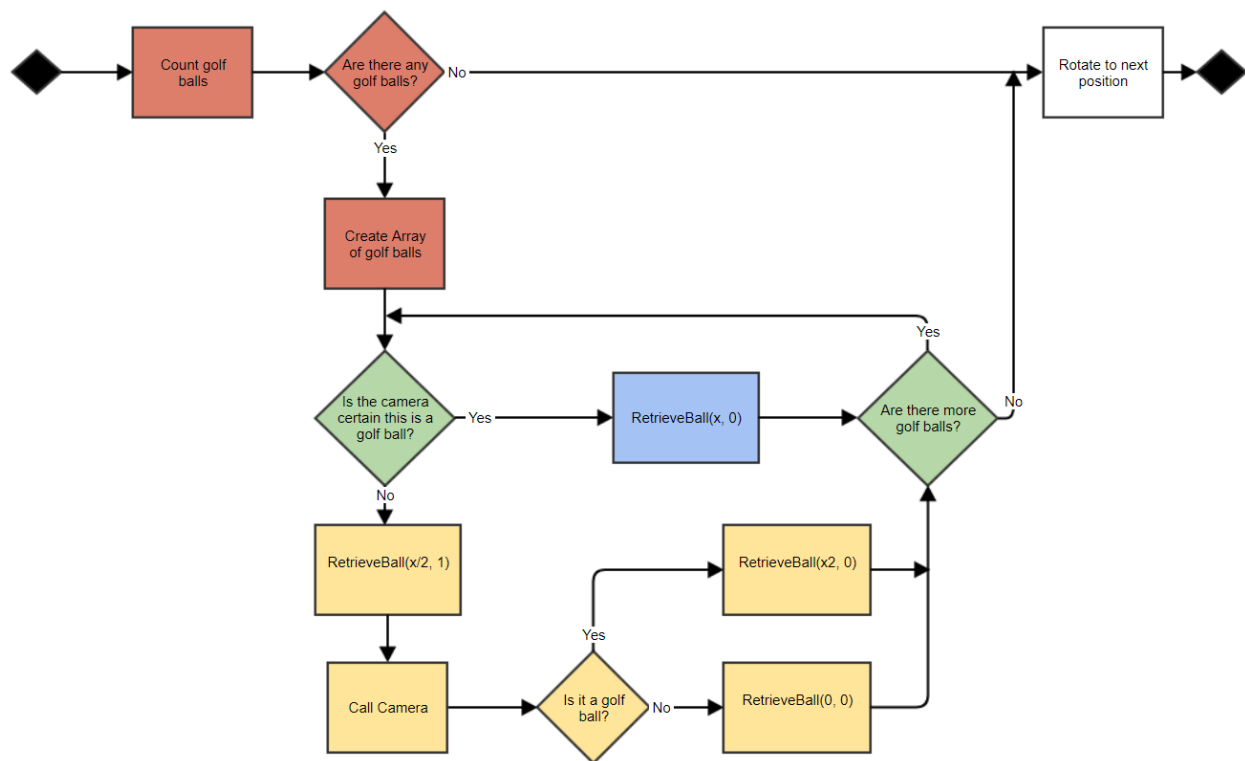 Count golf
balls
Are there any
golf balls?
No
Rotate to next
position
Yes
Create Array
of golf balls
Yes
Is the camera
certain this is a
golf ball?
Yes
RetrieveBall(x, 0)
Are there more
golf balls?
No
No
RetrieveBall(x/2, 1)
RetrieveBall(x2, 0)
Yes
Call Camera
Is it a golf
ball?
No
RetrieveBall(0, 0)